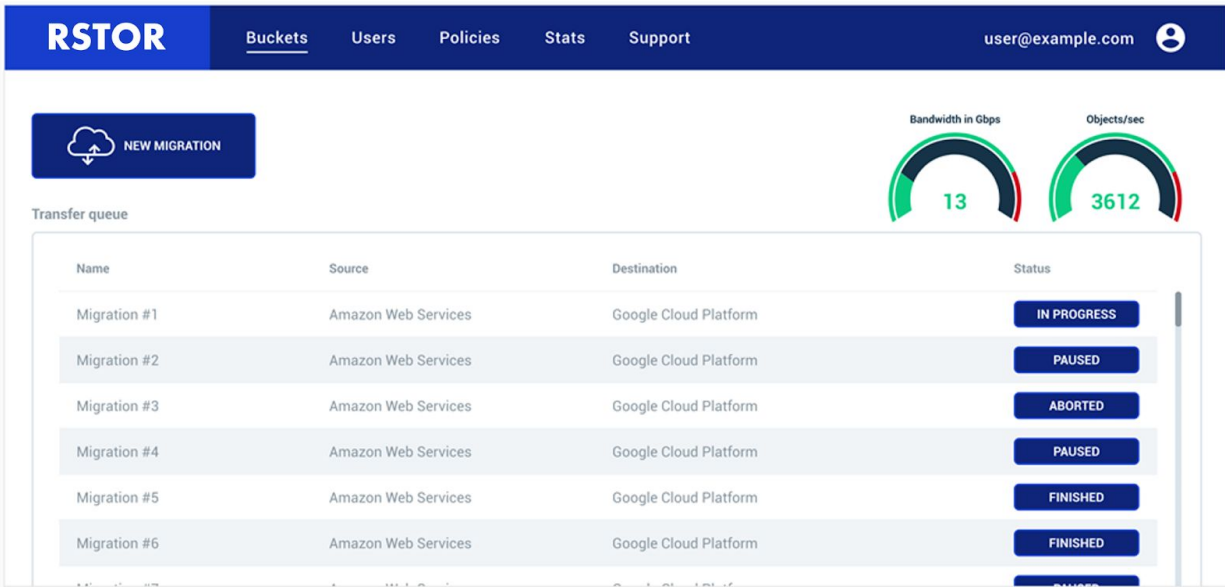 RSTOR Buckets Users Policies Stats Support user@example.com
NEW MIGRATION
Bandwidth in Gbps Objects/sec
13 3612
Transfer queue
Name Source Destination Status
Migration #1 Amazon Web Services Google Cloud Platform IN PROGRESS
Migration #2 Amazon Web Services Google Cloud Platform PAUSED
Migration #3 Amazon Web Services Google Cloud Platform ABORTED
Migration #4 Amazon Web Services Google Cloud Platform PAUSED
Migration #5 Amazon Web Services Google Cloud Platform FINISHED
Migration #6 Amazon Web Services Google Cloud Platform FINISHED